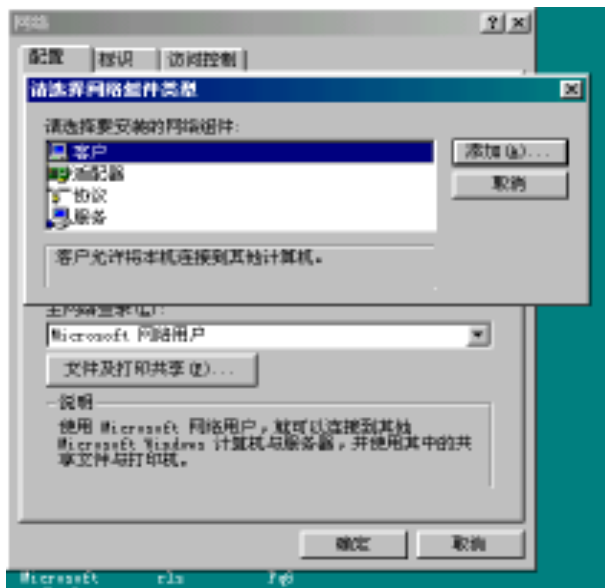 网络
配置 标识 访问控制
请选择网络组件类型
请选择要安装的网络组件:
客户
适配器
协议
服务
添加(A)...
取消
客户允许将本机连接到其他计算机。
主网络登录(L):
Microsoft 网络用户
文件及打印共享(F)...
说明
使用 Microsoft 网络用户，就可以连接到其他
Microsoft Windows 计算机与服务器，并使用其中的共
享文件与打印机。
确定 取消
Microsoft